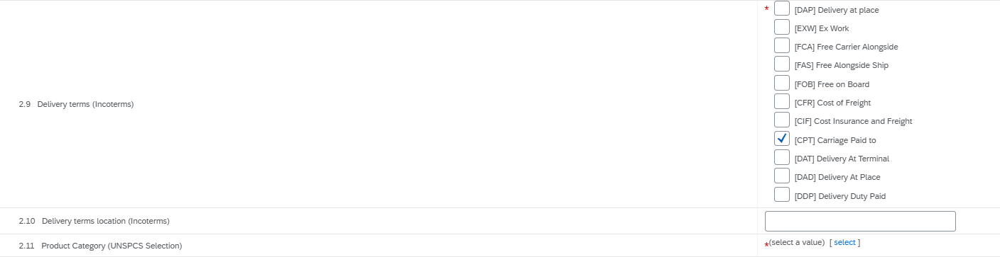 * [DAP] Delivery at place
[EXW] Ex Work
[FCA] Free Carrier Alongside
[FAS] Free Alongside Ship
[FOB] Free on Board
[CFR] Cost of Freight
[CIF] Cost Insurance and Freight
2.9 Delivery terms (Incoterms)
[CPT] Carriage Paid to
[DAT] Delivery At Terminal
[DAD] Delivery At Place
[DDP] Delivery Duty Paid
2.10 Delivery terms location (Incoterms)
2.11 Product Category (UNSPCS Selection)
*(select a value) [ select ]